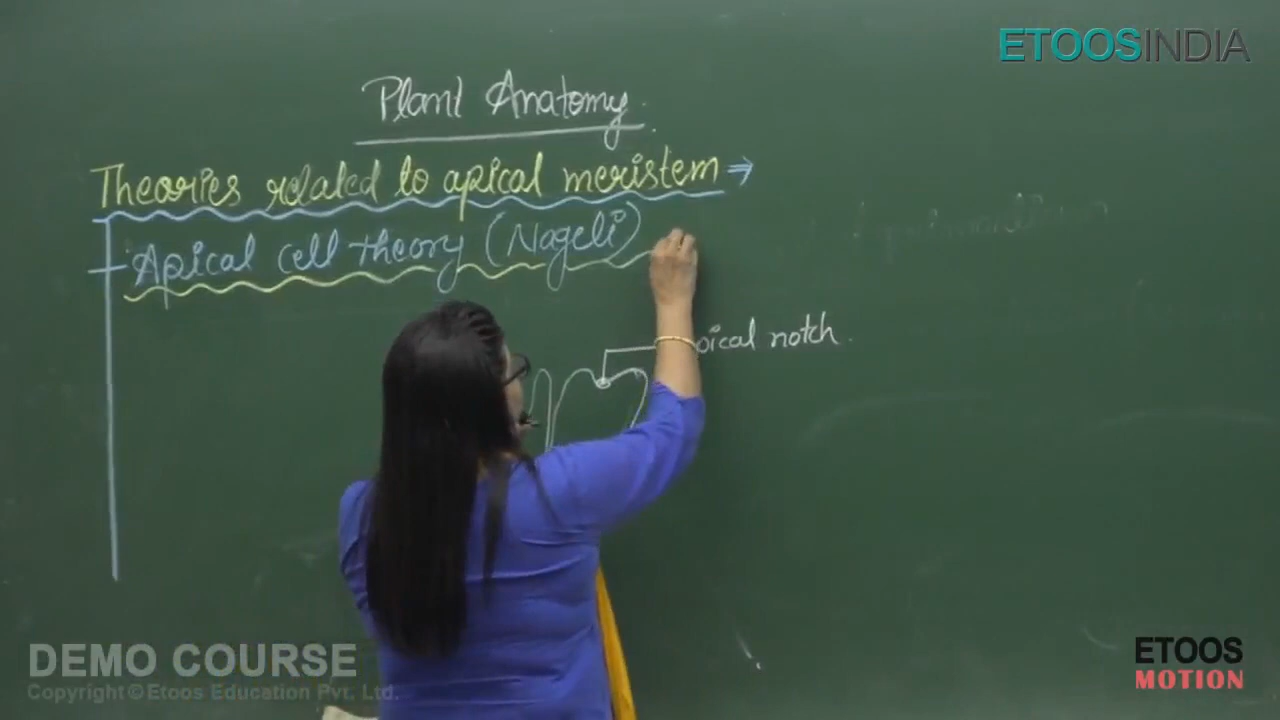 ETOOSINDIA
Plant Anatomy.
Theories related to apical meristem ⇒
Apical cell theory (Nageli)
notch.
DEMO COURSE
Copyright © Etoos Education Pvt. Ltd.
ETOOS
MOTION